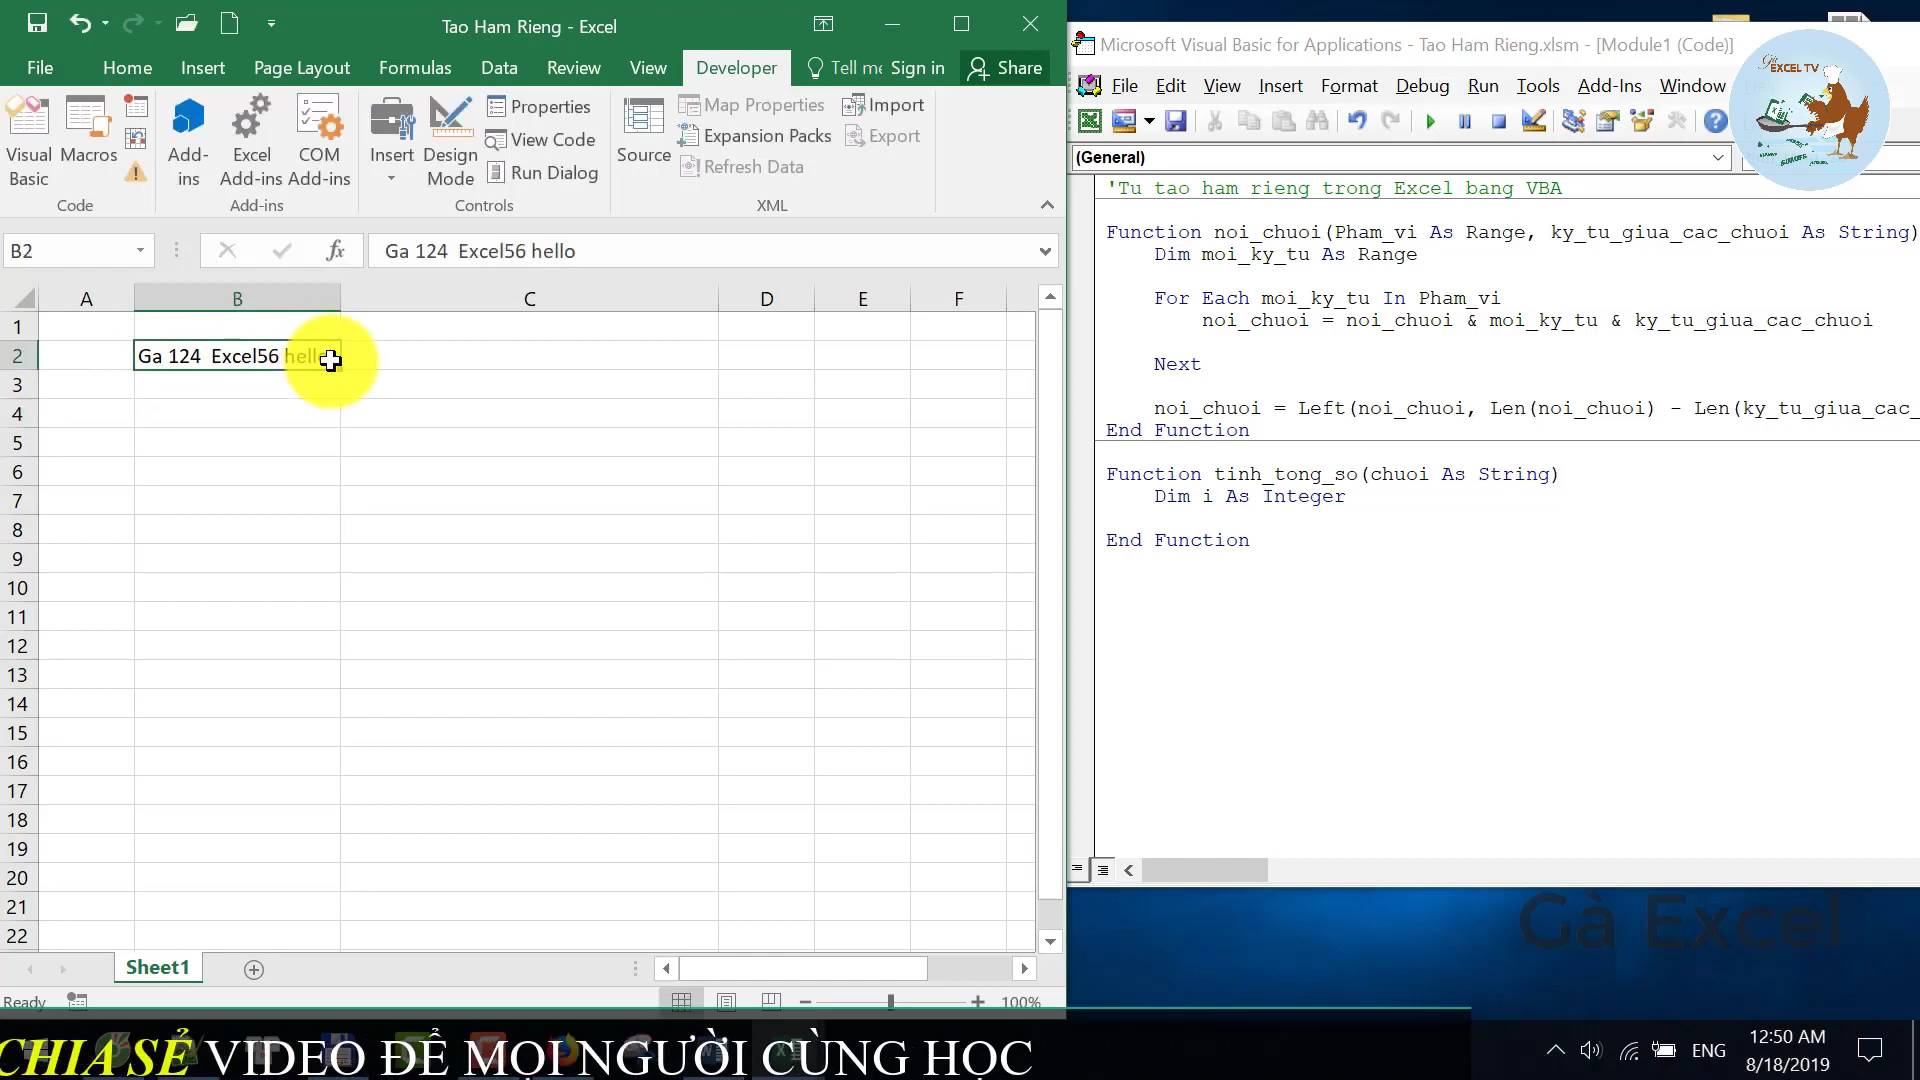 Tao Ham Rieng - Excel
File Home Insert Page Layout Formulas Data Review View Developer Tell me Sign in Share
Visual Basic
Macros
Add-ins
Excel Add-ins
COM Add-ins
Insert
Design Mode
Properties
View Code
Run Dialog
Source
Map Properties
Expansion Packs
Refresh Data
Import
Export
Code Add-ins Controls XML
B2 fx Ga 124  Excel56 hello
A B C D E F
1
2 Ga 124  Excel56 hello
3
4
5
6
7
8
9
10
11
12
13
14
15
16
17
18
19
20
21
22
Sheet1
Ready 100%
Microsoft Visual Basic for Applications - Tao Ham Rieng.xlsm - [Module1 (Code)]
File Edit View Insert Format Debug Run Tools Add-Ins Window
(General)
'Tu tao ham rieng trong Excel bang VBA
Function noi_chuoi(Pham_vi As Range, ky_tu_giua_cac_chuoi As String)
Dim moi_ky_tu As Range
For Each moi_ky_tu In Pham_vi
noi_chuoi = noi_chuoi & moi_ky_tu & ky_tu_giua_cac_chuoi
Next
noi_chuoi = Left(noi_chuoi, Len(noi_chuoi) - Len(ky_tu_giua_cac_
End Function
Function tinh_tong_so(chuoi As String)
Dim i As Integer
End Function
Gà EXCEL TV
Gà Excel
CHIA SẺ VIDEO ĐỂ MỌI NGƯỜI CÙNG HỌC
ENG
12:50 AM
8/18/2019